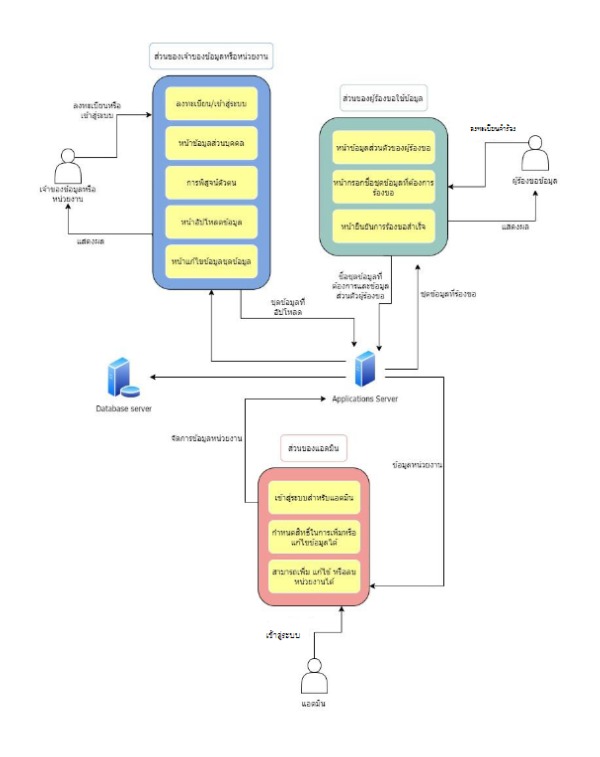 ส่วนของเจ้าของข้อมูลหรือหน่วยงาน
ลงทะเบียน/เข้าสู่ระบบ
หน้าข้อมูลส่วนบุคคล
การพิสูจน์ตัวตน
หน้าอัปโหลดข้อมูล
หน้าแก้ไขข้อมูลชุดข้อมูล
ลงทะเบียนหรือ
เข้าสู่ระบบ
เจ้าของข้อมูลหรือ
หน่วยงาน
แสดงผล
ส่วนของผู้ร้องขอใช้ข้อมูล
หน้าข้อมูลส่วนตัวของผู้ร้องขอ
หน้ากรอกชื่อชุดข้อมูลที่ต้องการ
ร้องขอ
หน้ายืนยันการร้องขอสำเร็จ
ลงทะเบียนคำร้อง
ผู้ร้องขอข้อมูล
แสดงผล
ชุดข้อมูลที่
อัปโหลด
ชื่อชุดข้อมูลที่
ต้องการและข้อมูล
ส่วนตัวผู้ร้องขอ
ชุดข้อมูลที่ร้องขอ
Database server
Applications Server
จัดการข้อมูลหน่วยงาน
ข้อมูลหน่วยงาน
ส่วนของแอดมิน
เข้าสู่ระบบสำหรับแอดมิน
กำหนดสิทธิ์ในการเพิ่มหรือ
แก้ไขข้อมูลได้
สามารถเพิ่ม แก้ไข หรือลบ
หน่วยงานได้
เข้าสู่ระบบ
แอดมิน